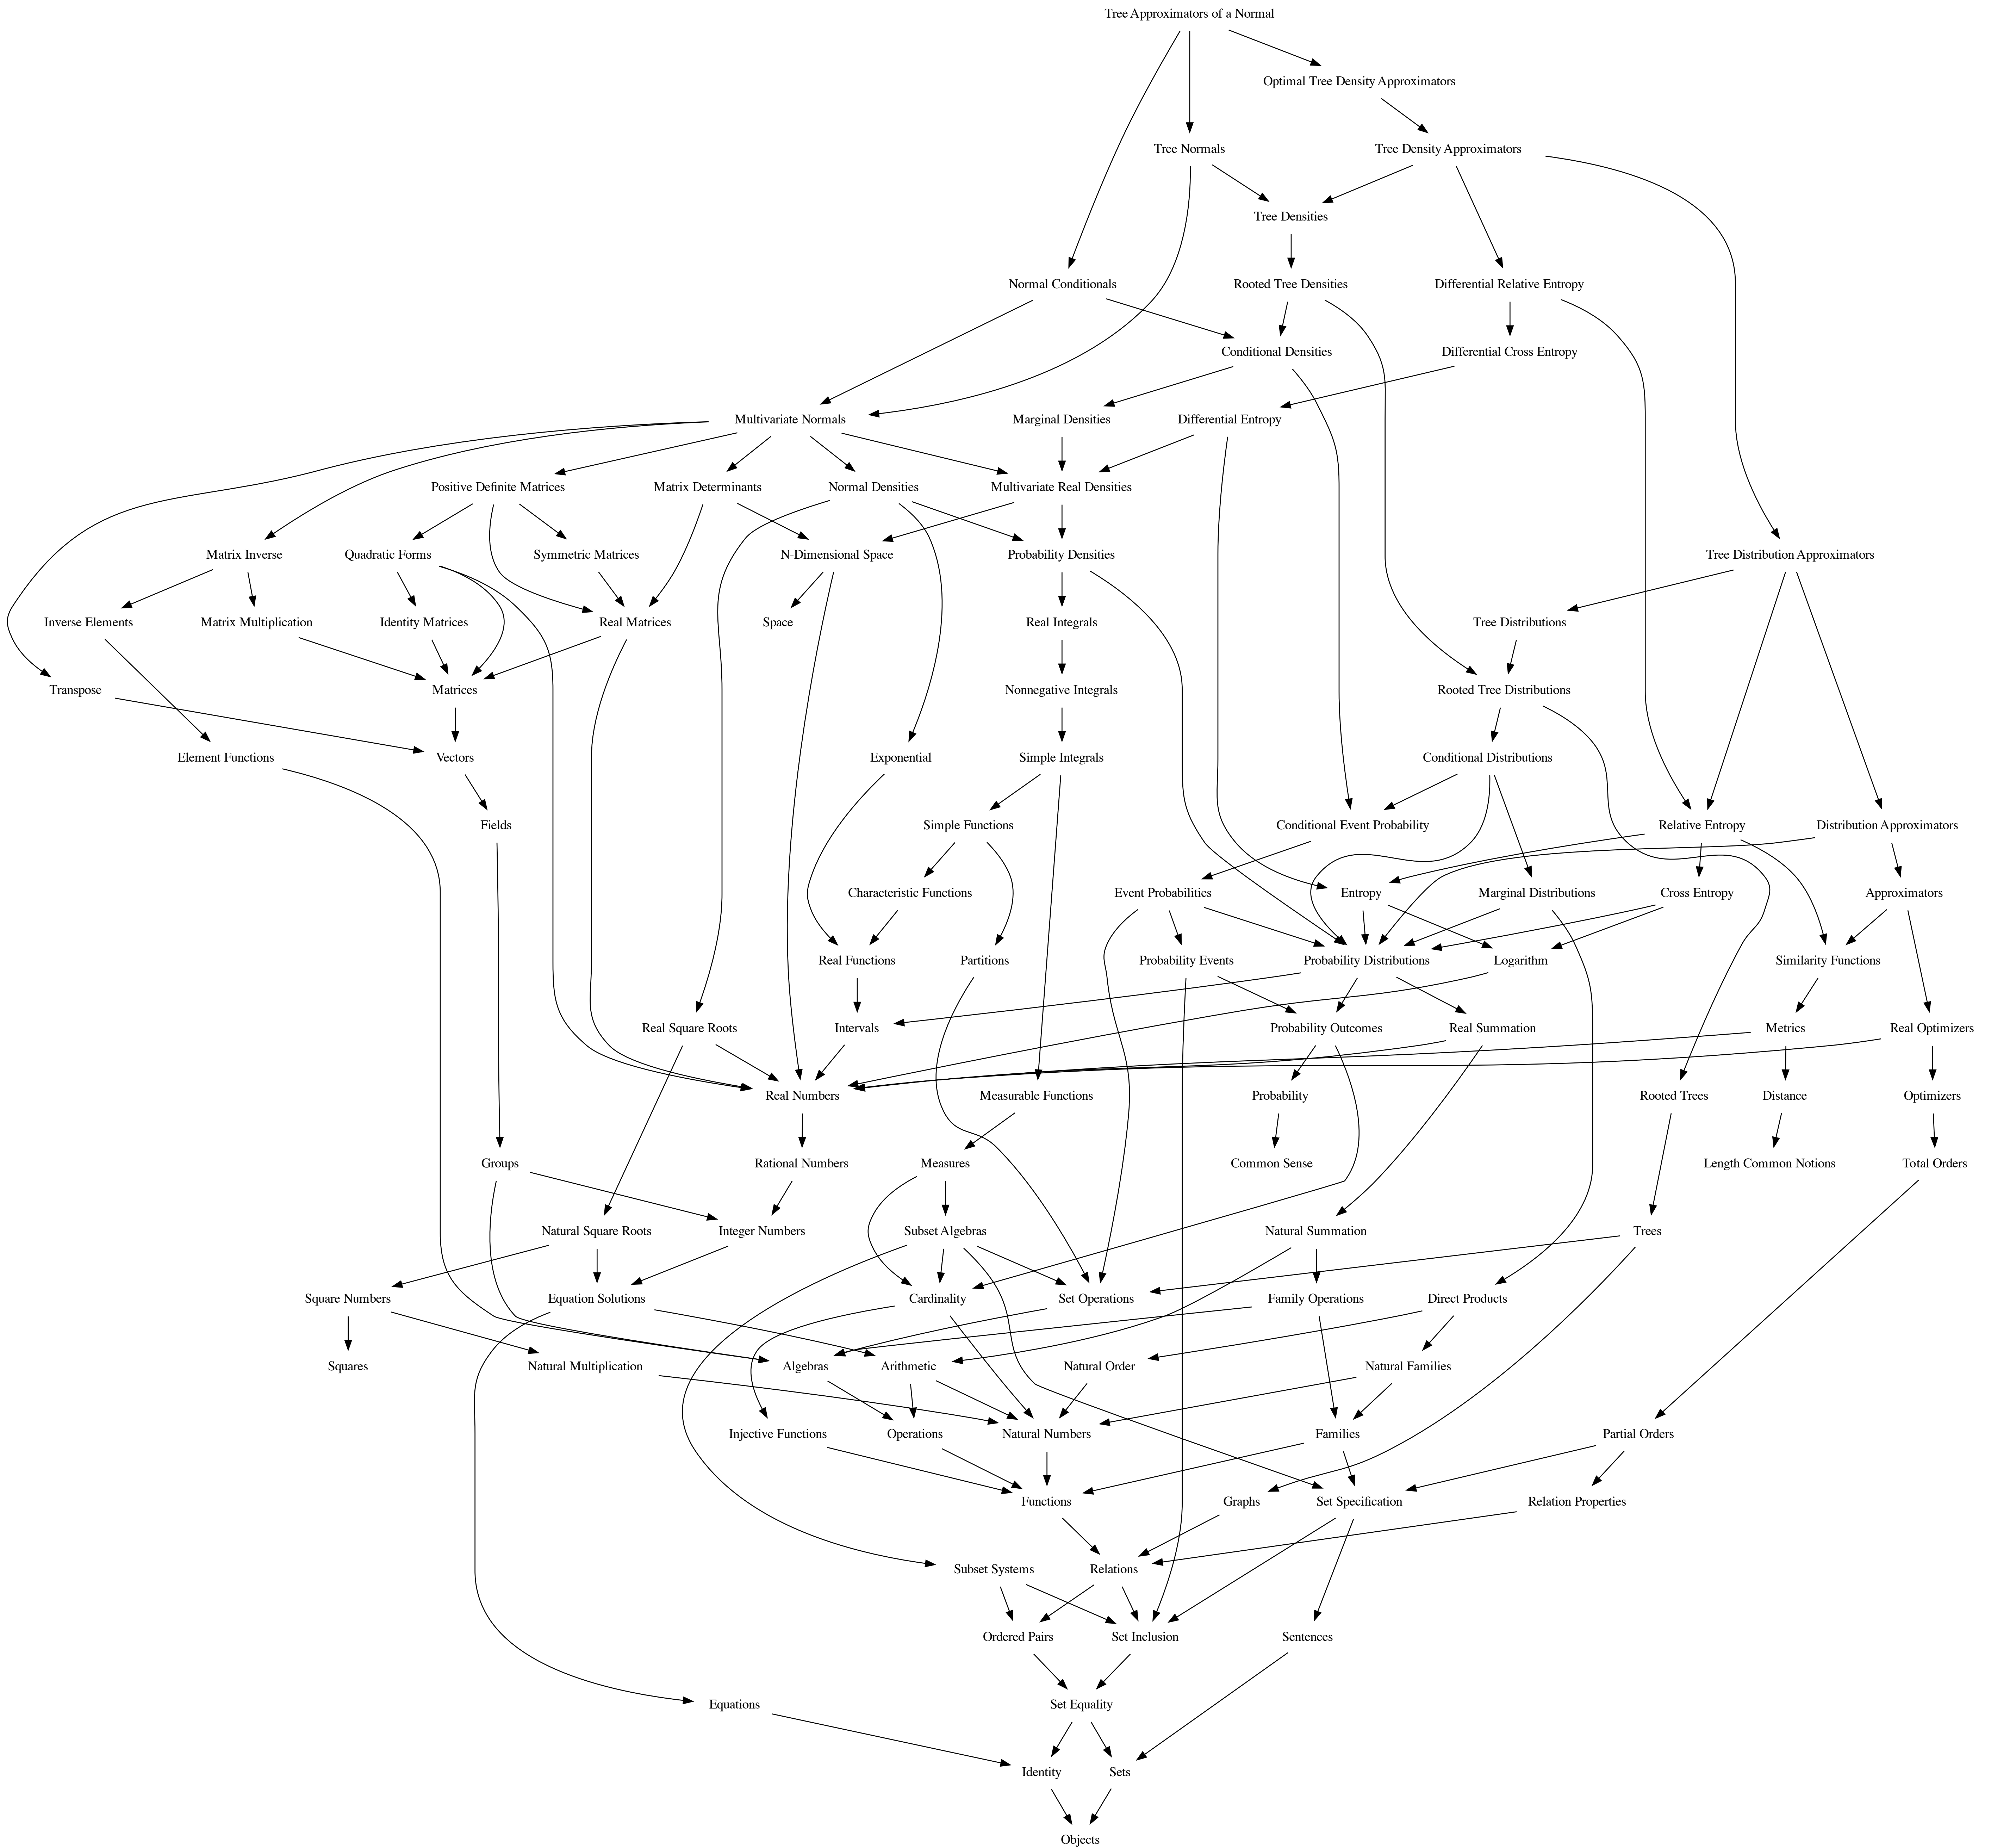 Tree Approximators of a Normal
Optimal Tree Density Approximators
Tree Normals
Tree Density Approximators
Tree Densities
Normal Conditionals
Rooted Tree Densities
Differential Relative Entropy
Conditional Densities
Differential Cross Entropy
Multivariate Normals
Marginal Densities
Differential Entropy
Positive Definite Matrices
Matrix Determinants
Normal Densities
Multivariate Real Densities
Matrix Inverse
Quadratic Forms
Symmetric Matrices
N-Dimensional Space
Probability Densities
Tree Distribution Approximators
Inverse Elements
Matrix Multiplication
Identity Matrices
Real Matrices
Space
Real Integrals
Tree Distributions
Transpose
Matrices
Nonnegative Integrals
Rooted Tree Distributions
Element Functions
Vectors
Exponential
Simple Integrals
Conditional Distributions
Fields
Simple Functions
Conditional Event Probability
Relative Entropy
Distribution Approximators
Characteristic Functions
Event Probabilities
Entropy
Marginal Distributions
Cross Entropy
Approximators
Real Functions
Partitions
Probability Events
Probability Distributions
Logarithm
Similarity Functions
Real Square Roots
Intervals
Probability Outcomes
Real Summation
Metrics
Real Optimizers
Real Numbers
Measurable Functions
Probability
Rooted Trees
Distance
Optimizers
Groups
Rational Numbers
Measures
Common Sense
Length Common Notions
Total Orders
Natural Square Roots
Integer Numbers
Subset Algebras
Natural Summation
Trees
Square Numbers
Equation Solutions
Cardinality
Set Operations
Family Operations
Direct Products
Squares
Natural Multiplication
Algebras
Arithmetic
Natural Order
Natural Families
Injective Functions
Operations
Natural Numbers
Families
Partial Orders
Functions
Graphs
Set Specification
Relation Properties
Subset Systems
Relations
Ordered Pairs
Set Inclusion
Sentences
Equations
Set Equality
Identity
Sets
Objects